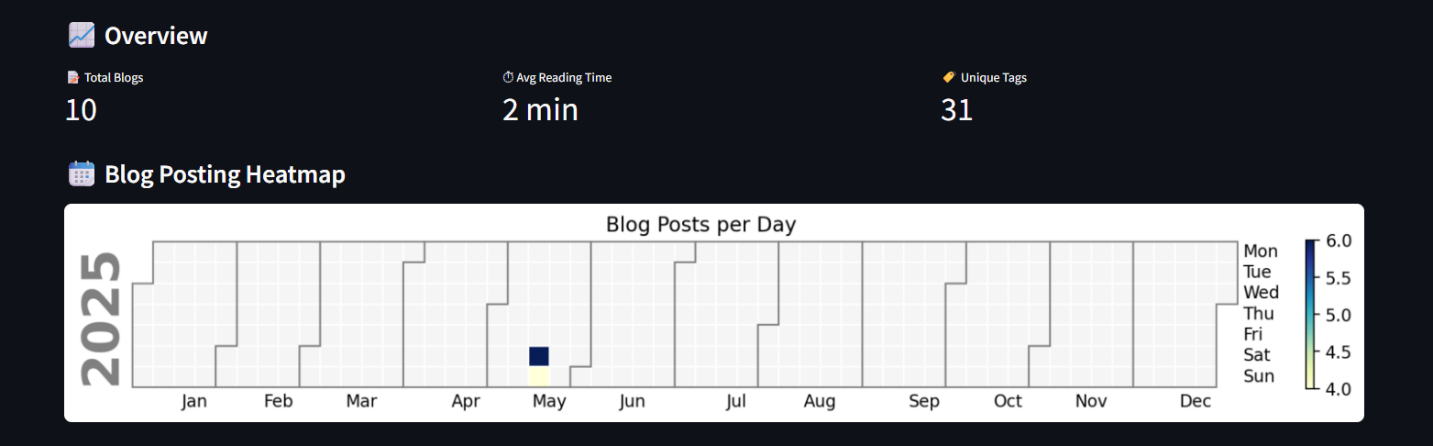 📈 Overview
📝 Total Blogs
10
⏱ Avg Reading Time
2 min
🏷️ Unique Tags
31
📅 Blog Posting Heatmap
Blog Posts per Day
2025
Mon
Tue
Wed
Thu
Fri
Sat
Sun
6.0
5.5
5.0
4.5
4.0
Jan Feb Mar Apr May Jun Jul Aug Sep Oct Nov Dec